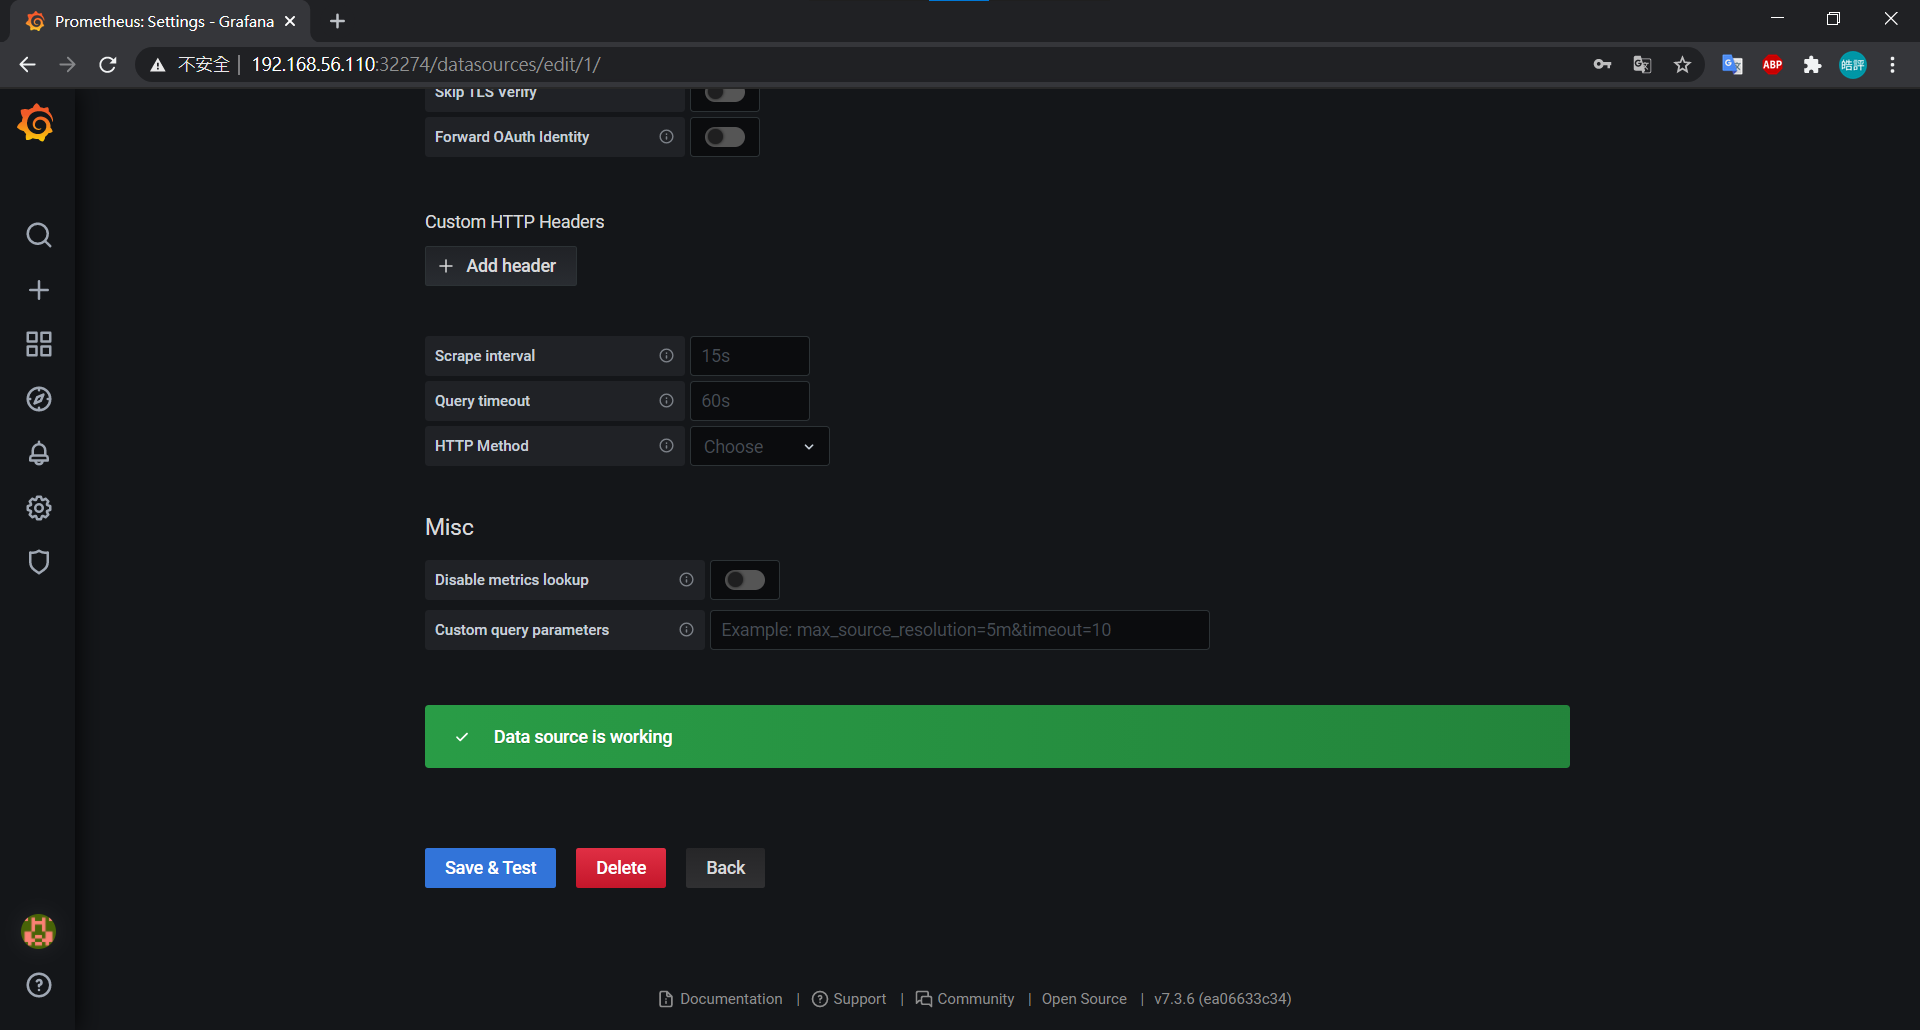 Prometheus: Settings - Grafana
不安全 192.168.56.110:32274/datasources/edit/1/
ABP
皓評
Skip TLS Verify
Forward OAuth Identity
Custom HTTP Headers
Add header
Scrape interval 15s
Query timeout 60s
HTTP Method Choose
Misc
Disable metrics lookup
Custom query parameters Example: max_source_resolution=5m&timeout=10
Data source is working
Save & Test Delete Back
Documentation | Support | Community | Open Source | v7.3.6 (ea06633c34)